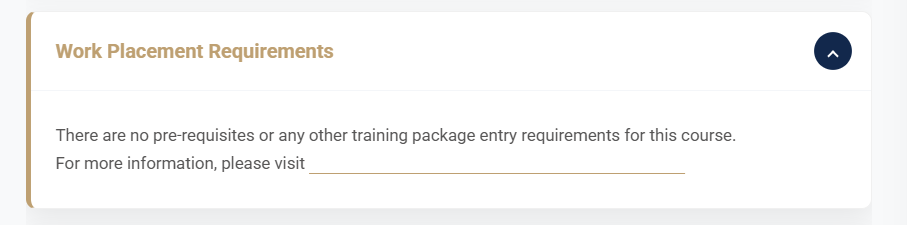 Work Placement Requirements
There are no pre-requisites or any other training package entry requirements for this course.
For more information, please visit